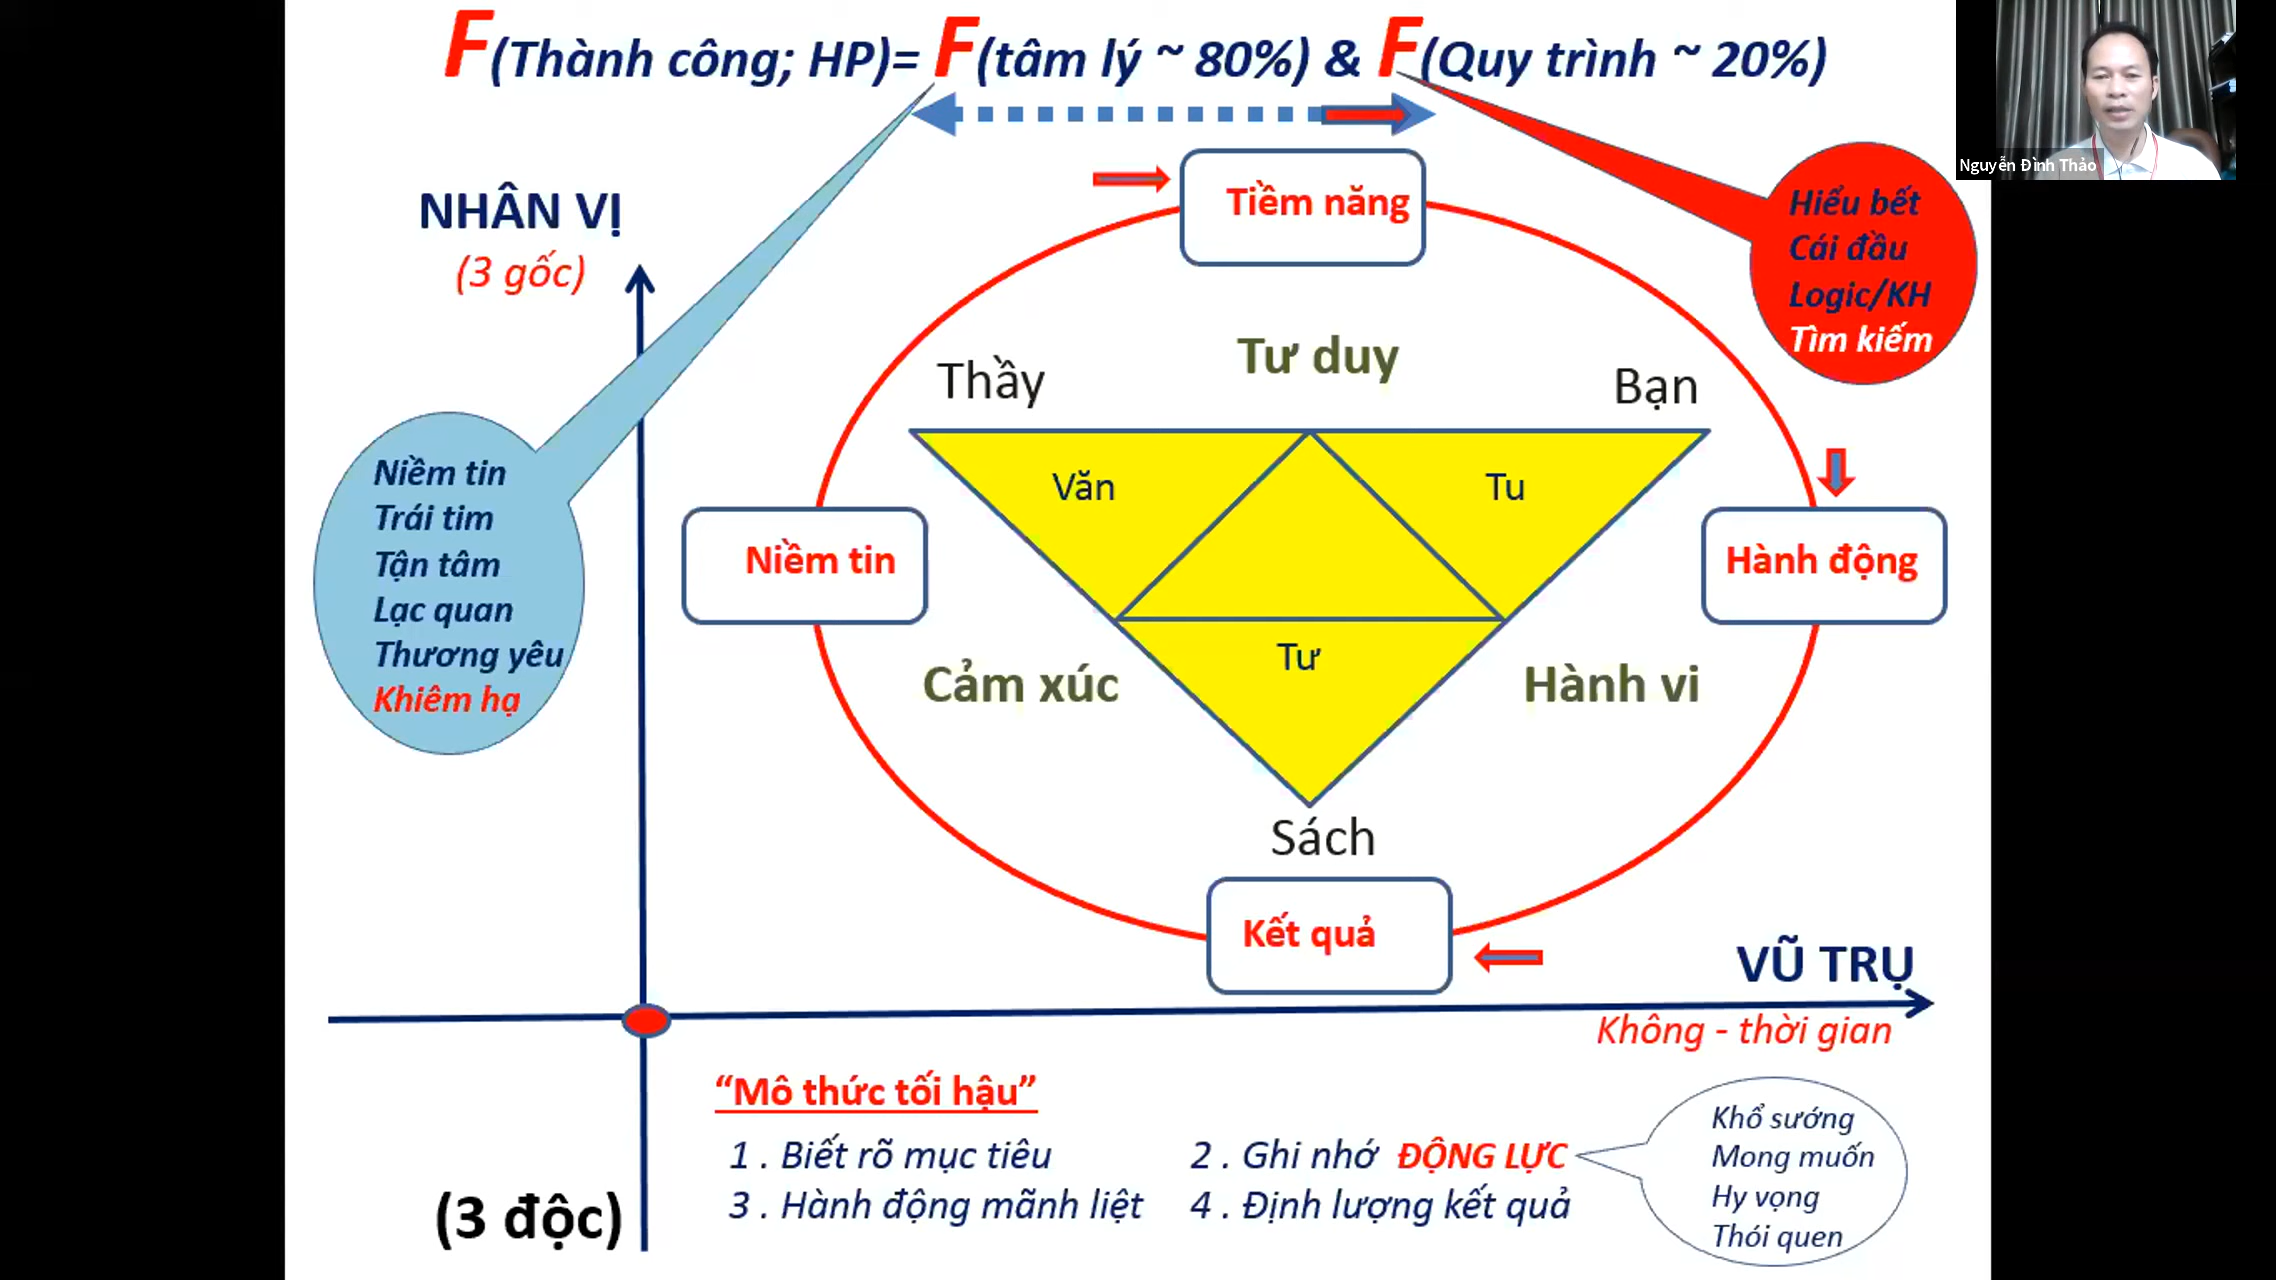 F(Thành công; HP)= F(tâm lý ~ 80%) & F(Quy trình ~ 20%)
Nguyễn Đình Thảo
NHÂN VỊ
(3 gốc)
Tiềm năng
Hiểu bết
Cái đầu
Logic/KH
Tìm kiếm
Tư duy
Thầy
Bạn
Văn
Tu
Niềm tin
Trái tim
Tận tâm
Lạc quan
Thương yêu
Khiêm hạ
Niềm tin
Hành động
Tư
Cảm xúc
Hành vi
Sách
Kết quả
VŨ TRỤ
Không - thời gian
“Mô thức tối hậu”
1 . Biết rõ mục tiêu
2 . Ghi nhớ ĐỘNG LỰC
3 . Hành động mãnh liệt
4 . Định lượng kết quả
Khổ sướng
Mong muốn
Hy vọng
Thói quen
(3 độc)